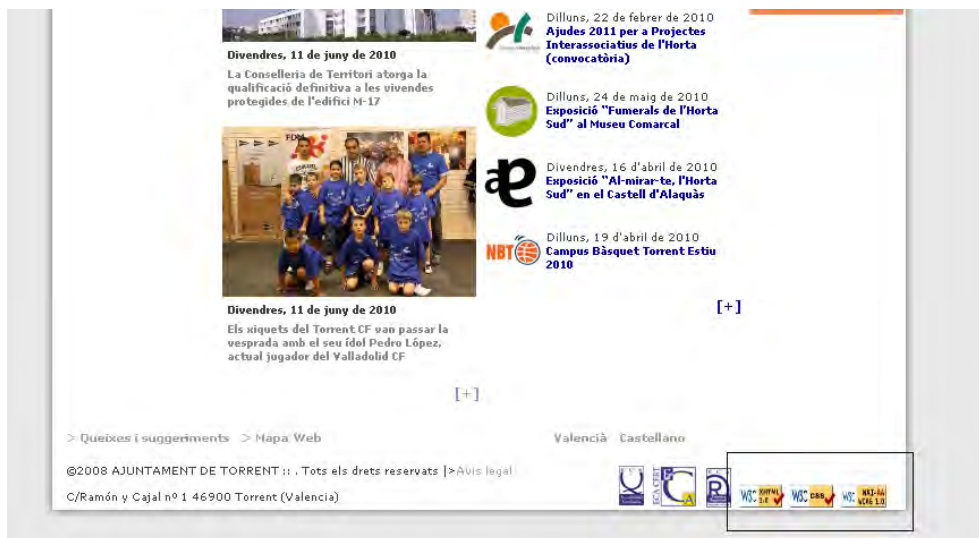 Divendres, 11 de juny de 2010
La Conselleria de Territori atorga la
qualificació definitiva a les vivendes
protegides de l'edifici M-17
FDM
Divendres, 11 de juny de 2010
Els xiquets del Torrent CF van passar la
vesprada amb el seu ídol Pedro López,
actual jugador del Valladolid CF
[+]
Dilluns, 22 de febrer de 2010
Ajudes 2011 per a Projectes
Interassociatius de l'Horta
(convocatòria)
Dilluns, 24 de maig de 2010
Exposició "Fumerals de l'Horta
Sud" al Museu Comarcal
Divendres, 16 d'abril de 2010
Exposició "Al-mirar-te, l'Horta
Sud" en el Castell d'Alaquàs
NBT
Dilluns, 19 d'abril de 2010
Campus Bàsquet Torrent Estiu
2010
[+]
> Queixes i suggeriments > Mapa Web
Valencià Castellano
©2008 AJUNTAMENT DE TORRENT :: . Tots els drets reservats |>Avis legal
C/Ramón y Cajal nº 1 46900 Torrent (Valencia)
ECA CERT
W3C XHTML 1.0
W3C css
W3C WAI-AA WCAG 1.0